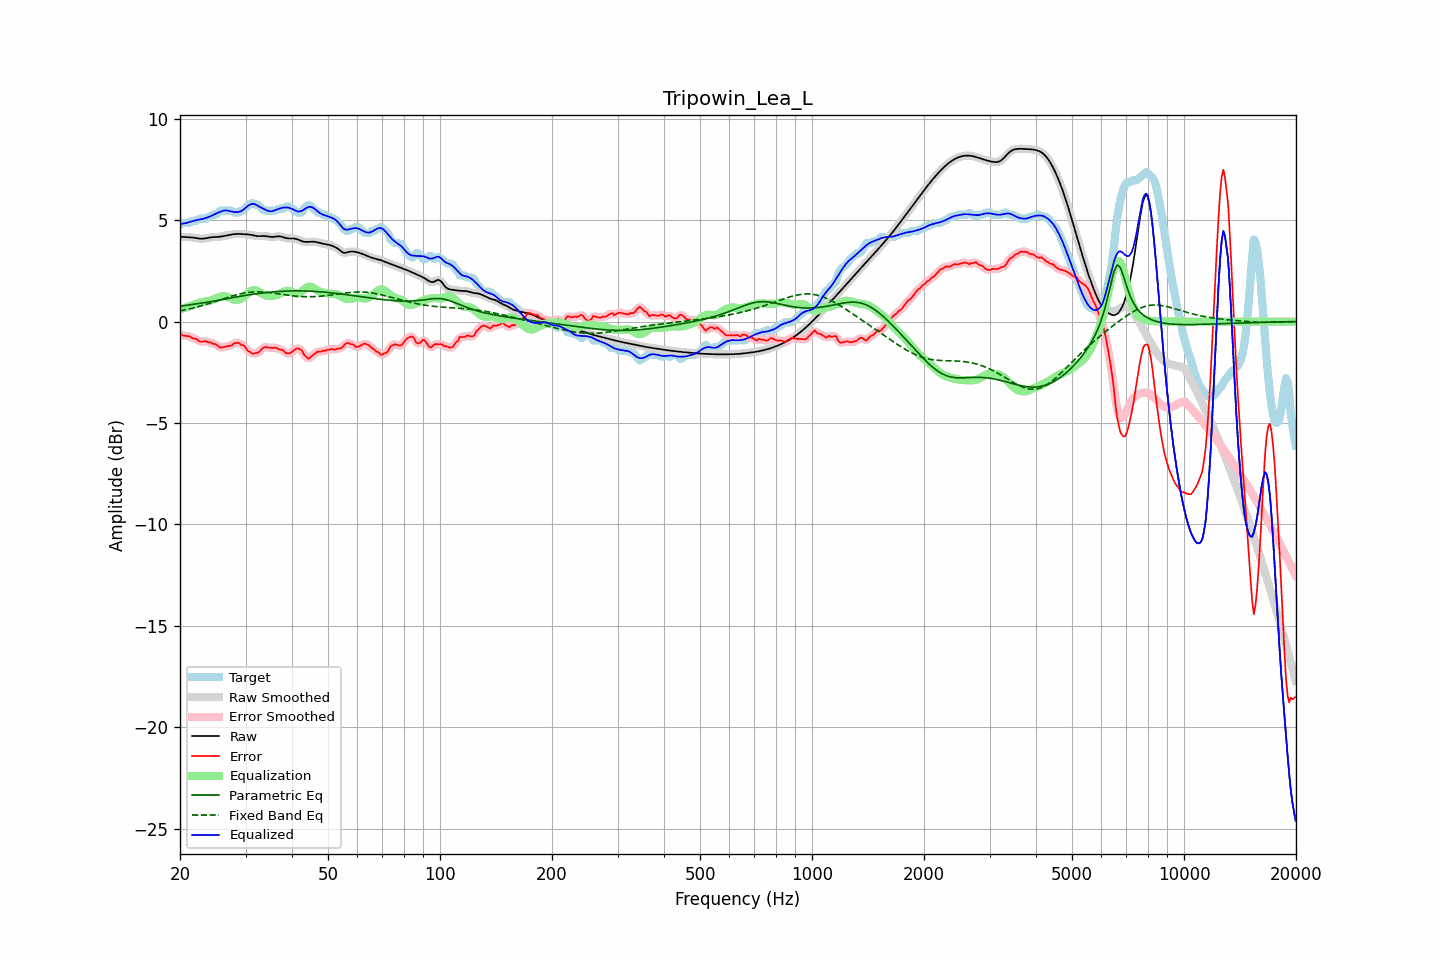 Tripowin_Lea_L
10
5
0
−5
−10
−15
−20
−25
Amplitude (dBr)
Target
Raw Smoothed
Error Smoothed
Raw
Error
Equalization
Parametric Eq
Fixed Band Eq
Equalized
20 50 100 200 500 1000 2000 5000 10000 20000
Frequency (Hz)